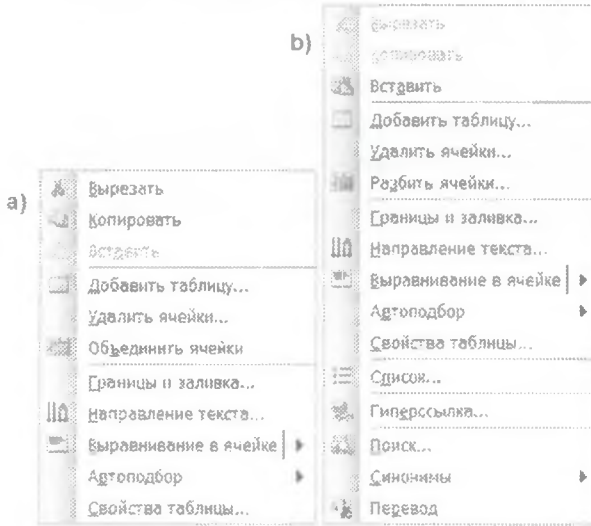 a)
Вырезать
Копировать
Вставить
Добавить таблицу...
Удалить ячейки...
Объединить ячейки
Границы и заливка...
Направление текста...
Выравнивание в ячейке
Автоподбор
Свойства таблицы...
b)
Вырезать
Копировать
Вставить
Добавить таблицу...
Удалить ячейки...
Разбить ячейки...
Границы и заливка...
Направление текста...
Выравнивание в ячейке
Автоподбор
Свойства таблицы...
Список...
Гиперссылка...
Поиск...
Синонимы
Перевод